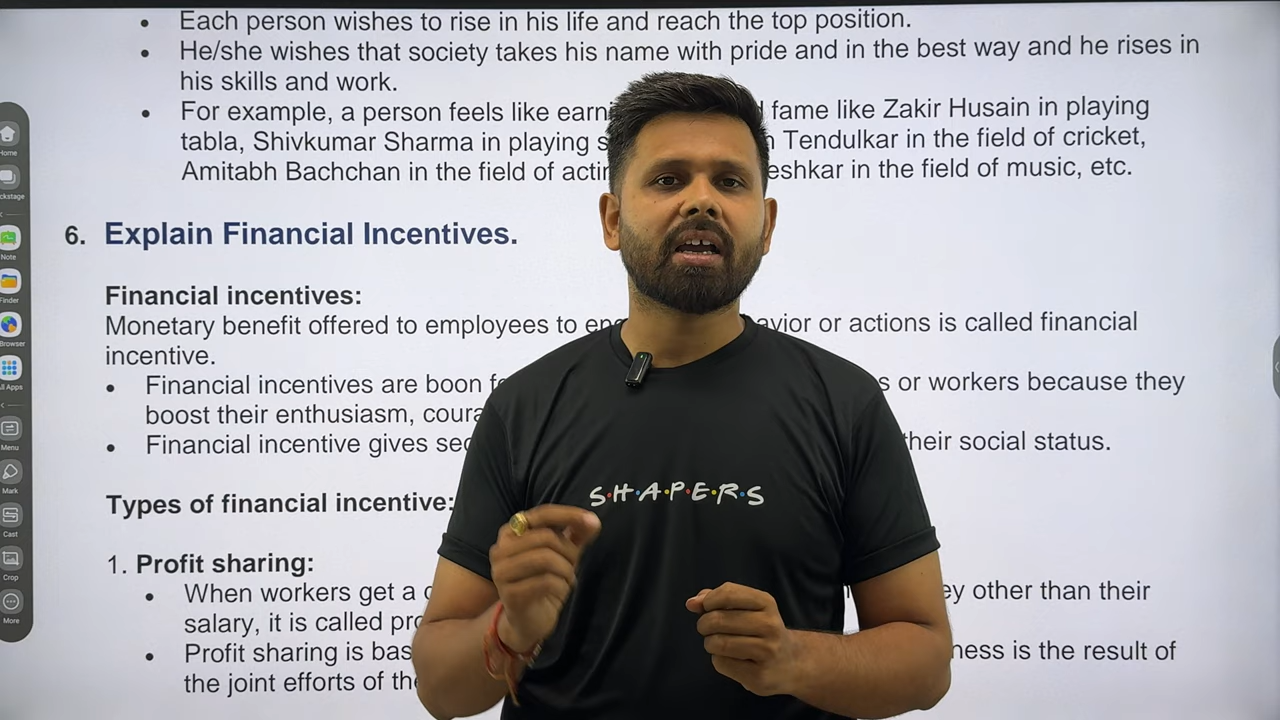 • Each person wishes to rise in his life and reach the top position.
• He/she wishes that society takes his name with pride and in the best way and he rises in
his skills and work.
• For example, a person feels like earni fame like Zakir Husain in playing
tabla, Shivkumar Sharma in playing s Tendulkar in the field of cricket,
Amitabh Bachchan in the field of actin eshkar in the field of music, etc.
6. Explain Financial Incentives.
Financial incentives:
Monetary benefit offered to employees to avior or actions is called financial
incentive.
• Financial incentives are boon s or workers because they
boost their enthusiasm, coura
• Financial incentive gives sec their social status.
Types of financial incentive:
1. Profit sharing:
• When workers get a ey other than their
salary, it is called pro
• Profit sharing is bas ness is the result of
the joint efforts of the
Home
ckstage
Note
Finder
Browser
ll Apps
Menu
Mark
Cast
Crop
More
S·H·A·P·E·R·S